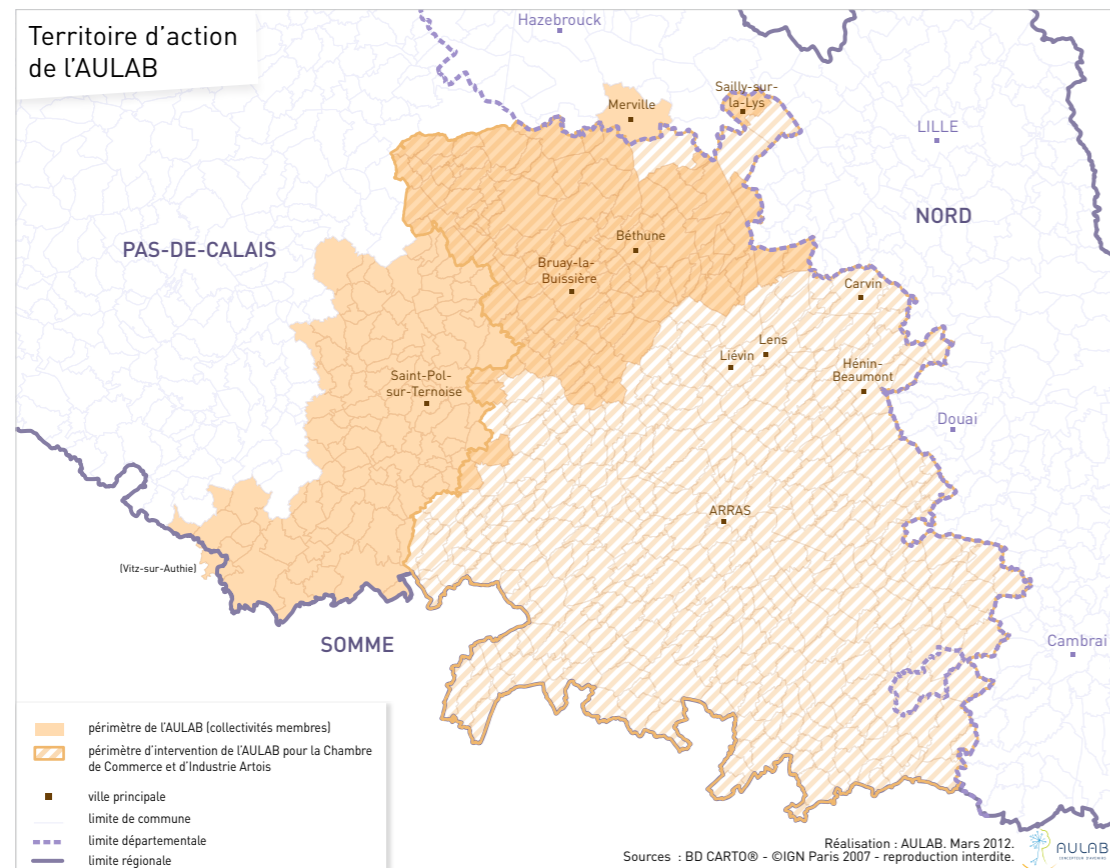 Territoire d'action
de l'AULAB
Hazebrouck
Merville
Sailly-sur-
la-Lys
LILLE
NORD
PAS-DE-CALAIS
Béthune
Bruay-la-
Buissière
Carvin
Lens
Liévin
Hénin-
Beaumont
Saint-Pol-
sur-Ternoise
Douai
ARRAS
(Vitz-sur-Authie)
SOMME
Cambrai
périmètre de l'AULAB (collectivités membres)
périmètre d'intervention de l'AULAB pour la Chambre
de Commerce et d'Industrie Artois
ville principale
limite de commune
limite départementale
limite régionale
Réalisation : AULAB. Mars 2012.
Sources : BD CARTO® - ©IGN Paris 2007 - reproduction interdite.
AULAB